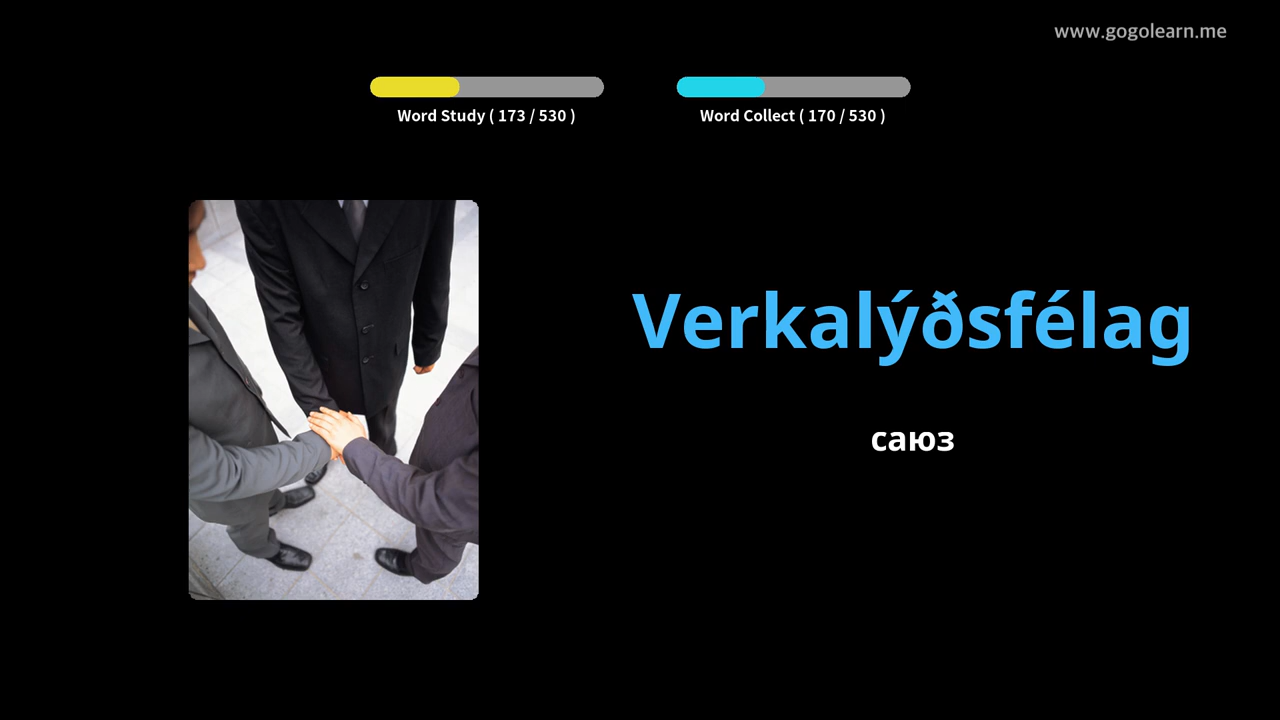 www.gogolearn.me
Word Study ( 173 / 530 )
Word Collect ( 170 / 530 )
Verkalýðsfélag
саюз